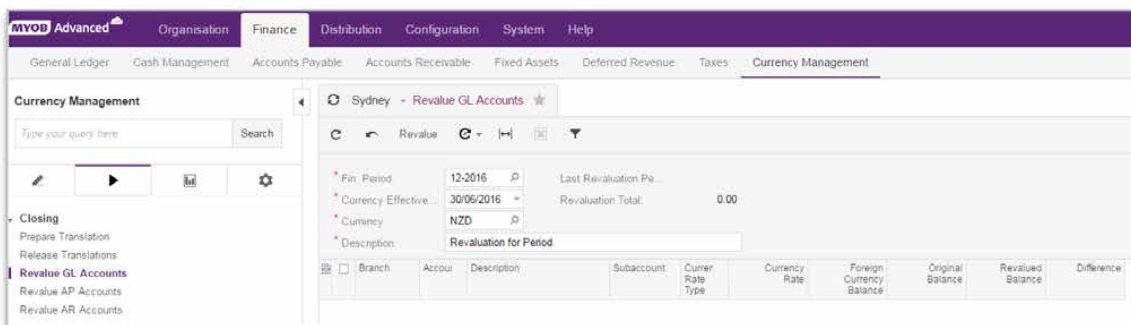 MYOB Advanced Organisation Finance Distribution Configuration System Help
General Ledger Cash Management Accounts Payable Accounts Receivable Fixed Assets Deferred Revenue Taxes Currency Management
Currency Management
Sydney - Revalue GL Accounts
Type your query here Search
Revalue
* Fin. Period 12-2016 Last Revaluation Pe...
* Currency Effective ... 30/06/2016 Revaluation Total: 0.00
* Currency NZD
* Description Revaluation for Period
Closing
Prepare Translation
Release Translations
Revalue GL Accounts
Revalue AP Accounts
Revalue AR Accounts
Branch Accou Description Subaccount Currer Rate Type Currency Rate Foreign Currency Balance Original Balance Revalued Balance Difference